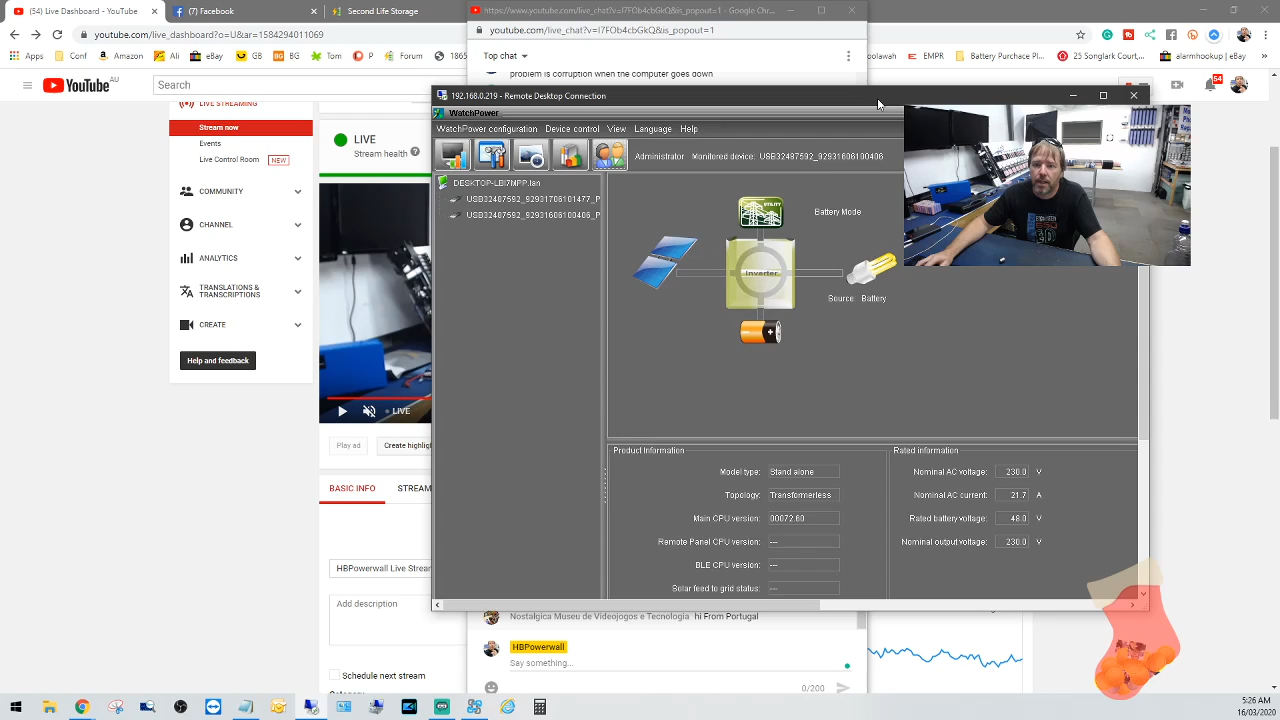 (54) Live Dashboard - YouTube
Facebook
Second Life Storage
https://www.youtube.com/live_chat?v=I7FOb4cbGkQ&is_popout=1 - Google Chr...
youtube.com/live_dashboard?o=U&ar=1584294011069
youtube.com/live_chat?v=I7FOb4cbGkQ&is_popout=1
Apps
Conf
Amazon
Ali
eBay
GB
BG
Tom
P
Forum
EMPR
Battery Purchase Pl...
25 Songlark Court...
alarmhookup | eBay
YouTube
AU
Search
Top chat
54
problem is corruption when the computer goes down
LIVE STREAMING
Stream now
Events
Live Control Room
NEW
COMMUNITY
CHANNEL
ANALYTICS
TRANSLATIONS &
TRANSCRIPTIONS
CREATE
Help and feedback
LIVE
Stream health
LIVE
Play ad
Create highlig
BASIC INFO
STREAM
HBPowerwall Live Stream
Add description
Schedule next stream
Category
192.168.0.219 - Remote Desktop Connection
WatchPower
WatchPower configuration
Device control
View
Language
Help
Administrator
Monitored device:
USB32487592_92931606100406
DESKTOP-LBI7MPP.lan
USB32487592_92931706101477_P
USB32487592_92931606100406_P
UTILITY
Battery Mode
Inverter
Source: Battery
Product Information
Model type: Stand alone
Topology: Transformerless
Main CPU version: 00072.60
Remote Panel CPU version: ---
BLE CPU version: ---
Solar feed to grid status: ---
Rated information
Nominal AC voltage: 230.0 V
Nominal AC current: 21.7 A
Rated battery voltage: 48.0 V
Nominal output voltage: 230.0 V
Nostalgica Museu de Videojogos e Tecnologia hi From Portugal
HBPowerwall
Say something...
0/200
5:26 AM
16/03/2020